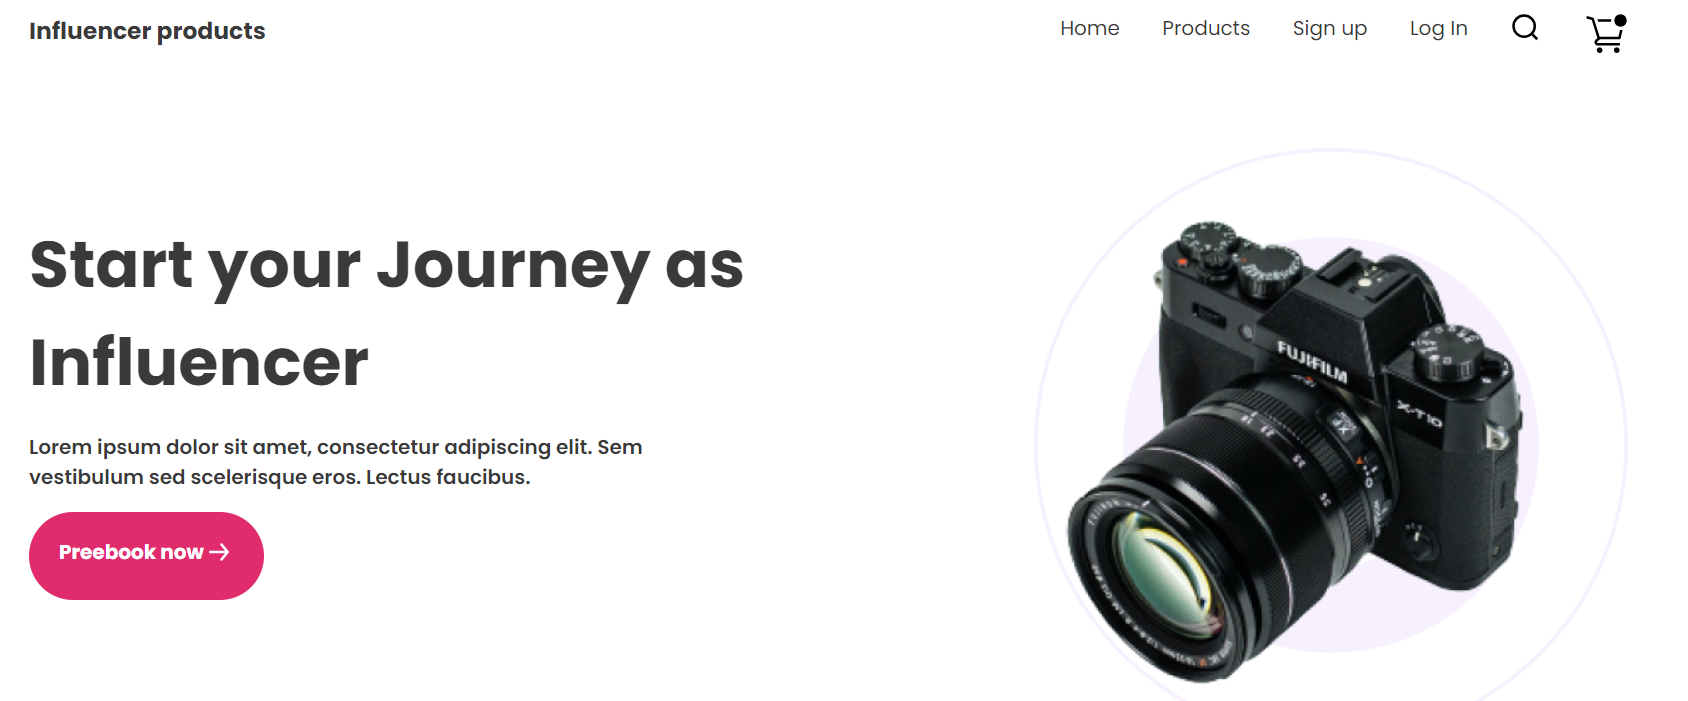 Influencer products
Home Products Sign up Log In
Start your Journey as
Influencer
Lorem ipsum dolor sit amet, consectetur adipiscing elit. Sem
vestibulum sed scelerisque eros. Lectus faucibus.
Preebook now
FUJIFILM
X-T10
XF